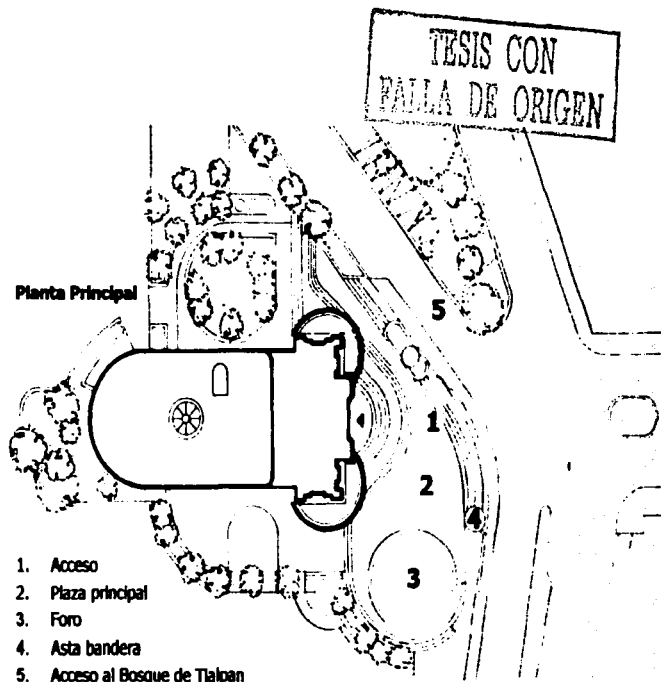 TESIS CON
FALLA DE ORIGEN
Planta Principal
5
1
2
4
3
1. Acceso
2. Plaza principal
3. Foro
4. Asta bandera
5. Acceso al Bosque de Tlalpan